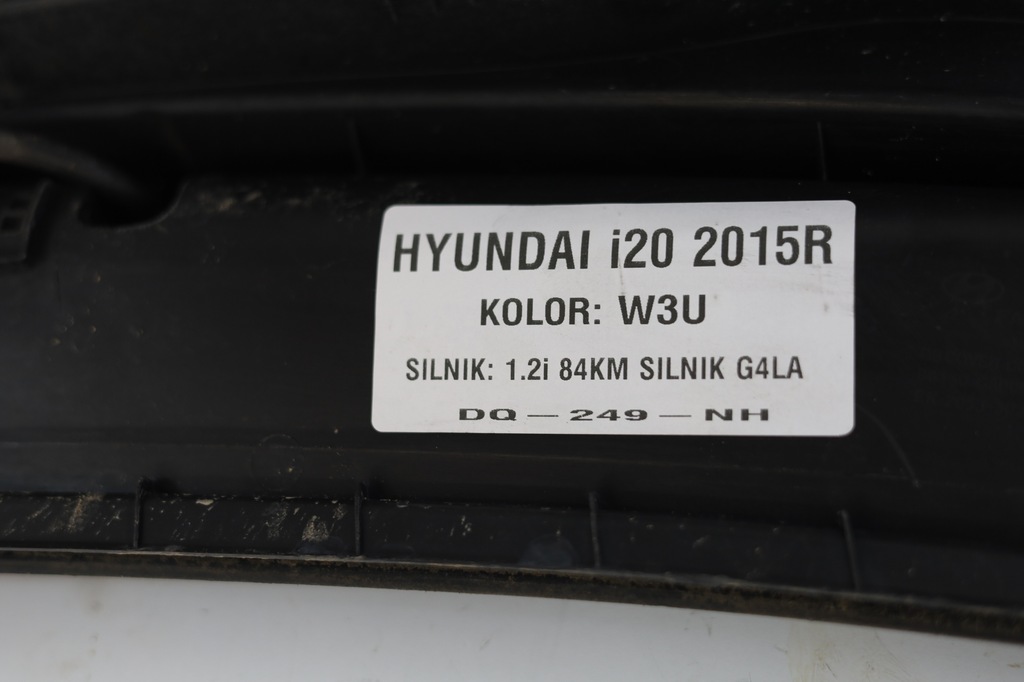 HYUNDAI i20 2015R
KOLOR: W3U
SILNIK: 1.2i 84KM SILNIK G4LA
DQ - 249 - NH